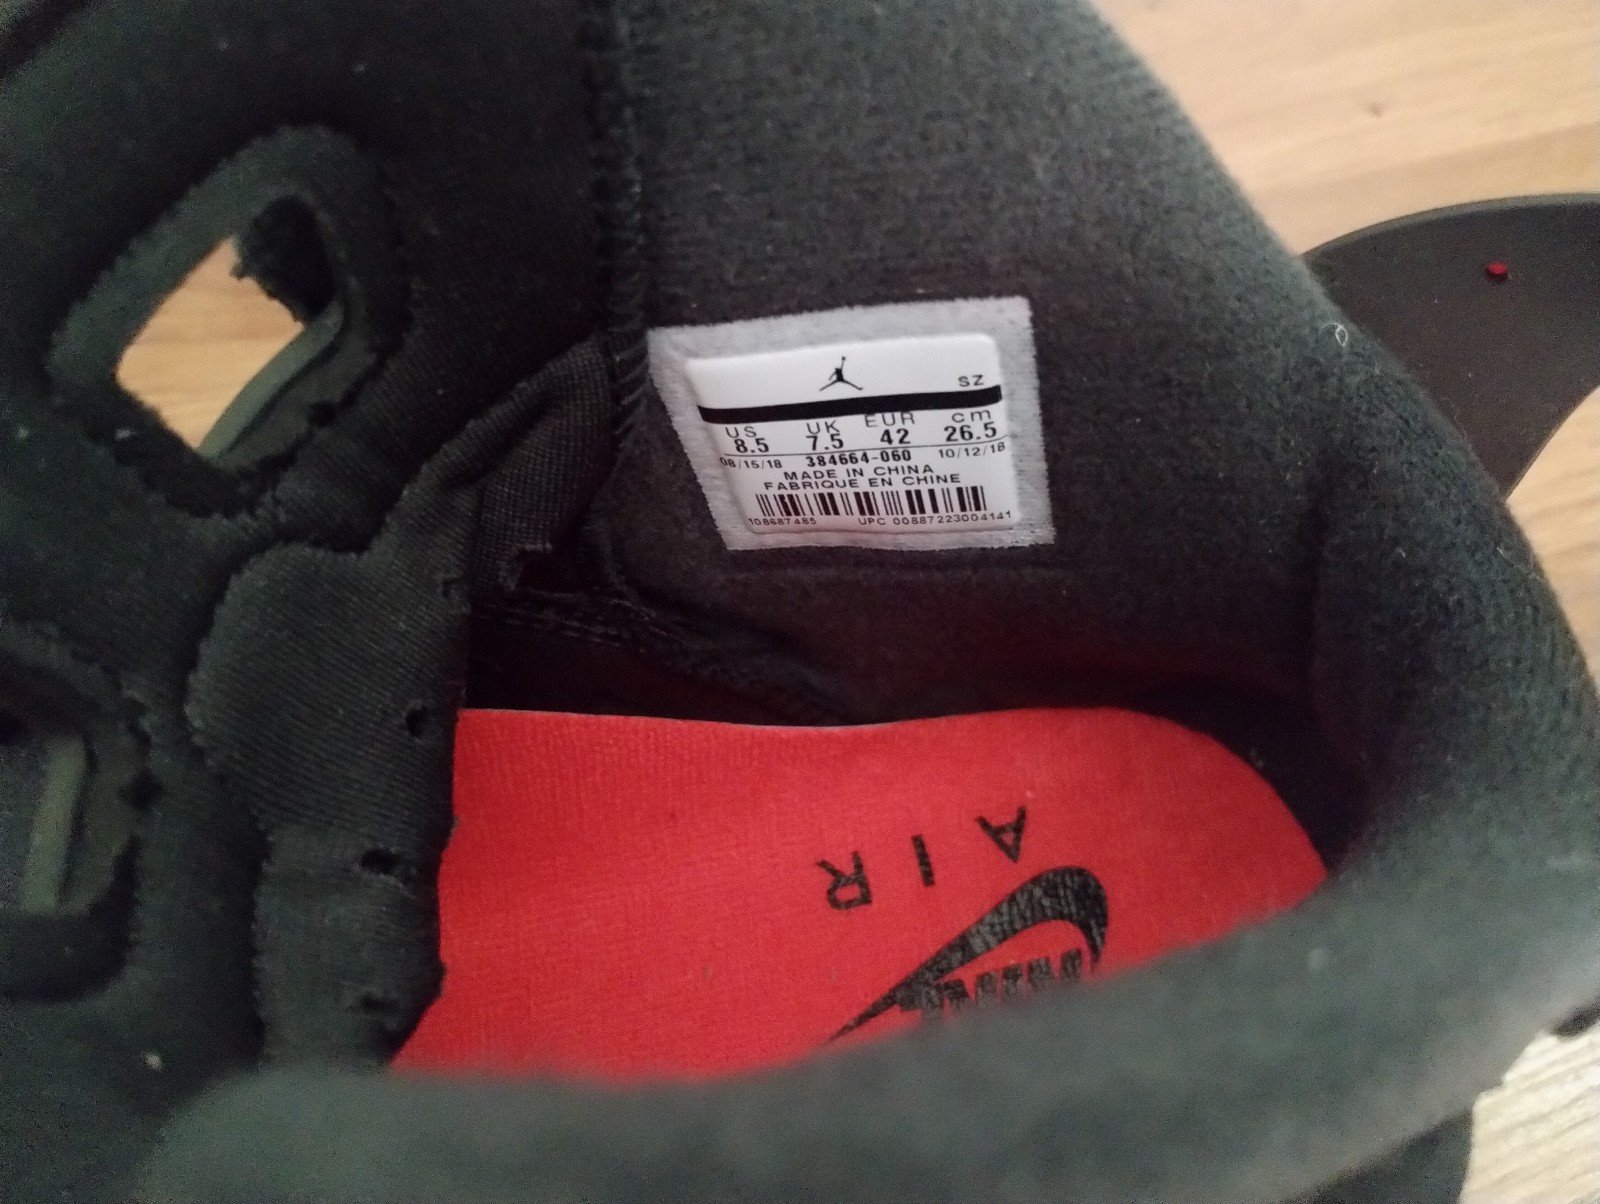 SZ
US UK EUR cm
8.5 7.5 42 26.5
08/15/18 384664-060 10/12/18
MADE IN CHINA
FABRIQUE EN CHINE
108687485 UPC 00887223004141
AIR